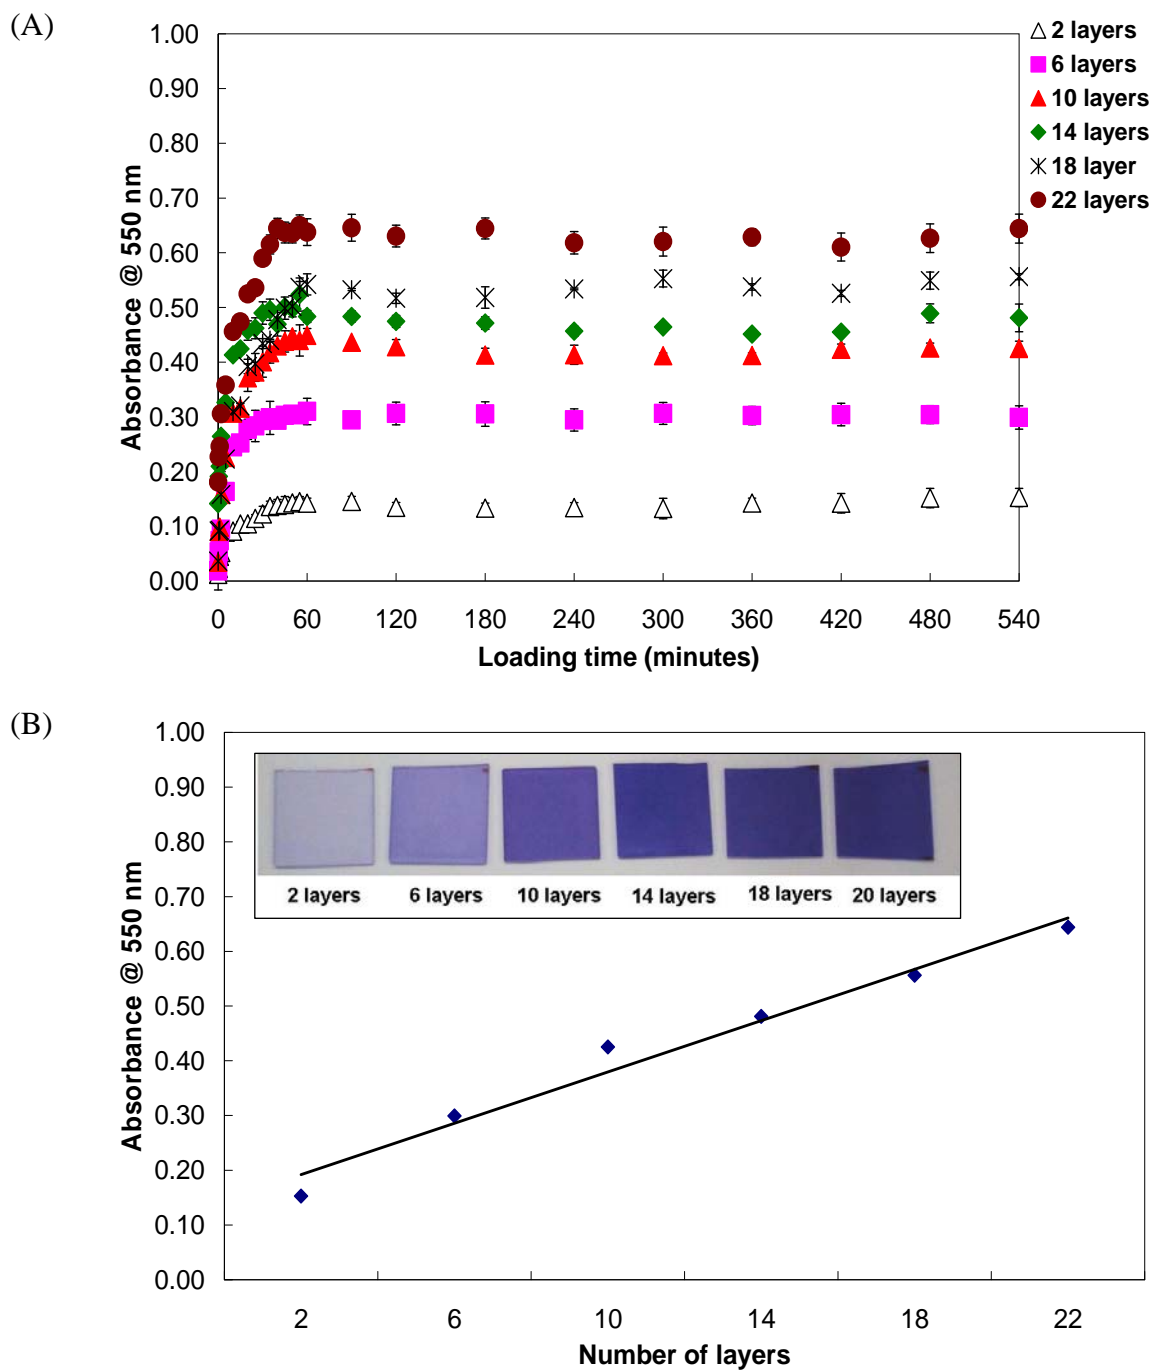 (A)
1.00
0.90
0.80
0.70
0.60
0.50
0.40
0.30
0.20
0.10
0.00
Absorbance @ 550 nm
0 60 120 180 240 300 360 420 480 540
Loading time (minutes)
2 layers
6 layers
10 layers
14 layers
18 layer
22 layers
(B)
1.00
0.90
0.80
0.70
0.60
0.50
0.40
0.30
0.20
0.10
0.00
Absorbance @ 550 nm
2 layers 6 layers 10 layers 14 layers 18 layers 20 layers
2 6 10 14 18 22
Number of layers